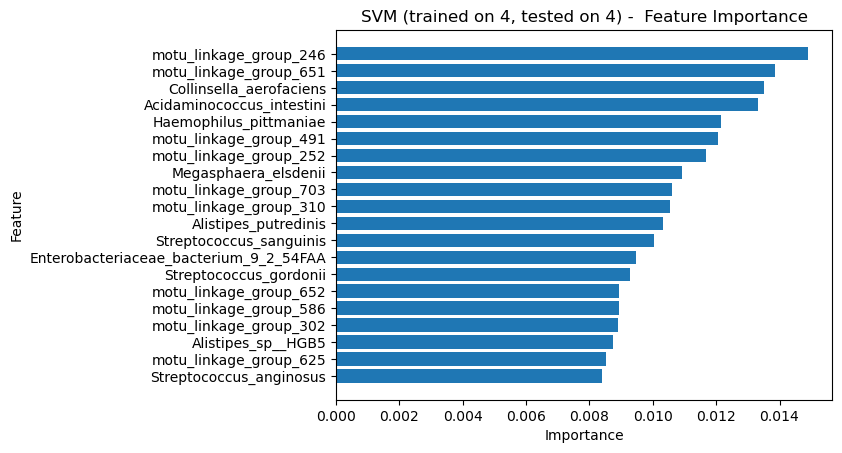 SVM (trained on 4, tested on 4) -  Feature Importance
motu_linkage_group_246
motu_linkage_group_651
Collinsella_aerofaciens
Acidaminococcus_intestini
Haemophilus_pittmaniae
motu_linkage_group_491
motu_linkage_group_252
Megasphaera_elsdenii
motu_linkage_group_703
motu_linkage_group_310
Alistipes_putredinis
Streptococcus_sanguinis
Enterobacteriaceae_bacterium_9_2_54FAA
Streptococcus_gordonii
motu_linkage_group_652
motu_linkage_group_586
motu_linkage_group_302
Alistipes_sp__HGB5
motu_linkage_group_625
Streptococcus_anginosus
Feature
0.000 0.002 0.004 0.006 0.008 0.010 0.012 0.014
Importance